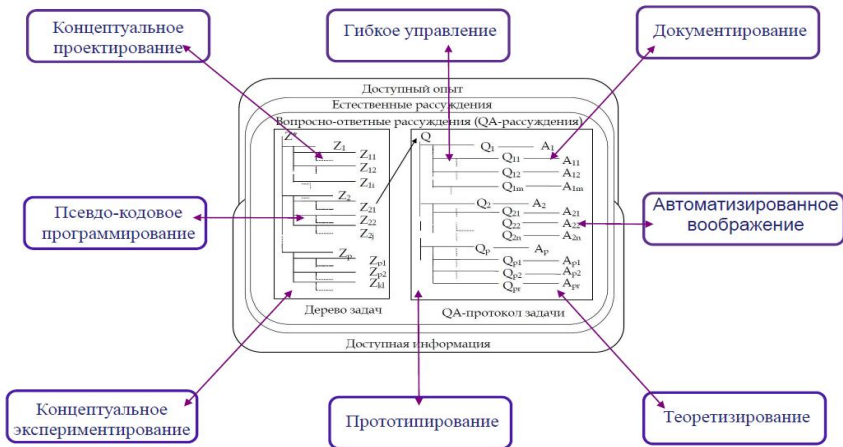 Концептуальное
проектирование
Гибкое управление
Документирование
Доступный опыт
Естественные рассуждения
Вопросно-ответные рассуждения (QA-рассуждения)
Z*
Z1
Z11
Z12
Z1i
Z2
Z21
Z22
Z2j
Zp
Zp1
Zp2
Zkl
Дерево задач
Q
Q1 A1
Q11 A11
Q12 A12
Q1m A1m
Q2 A2
Q21 A21
Q22 A22
Q2n A2n
Qp Ap
Qp1 Ap1
Qp2 Ap2
Qpr Apr
QA-протокол задачи
Доступная информация
Псевдо-кодовое
программирование
Автоматизированное
воображение
Концептуальное
экспериментирование
Прототипирование
Теоретизирование